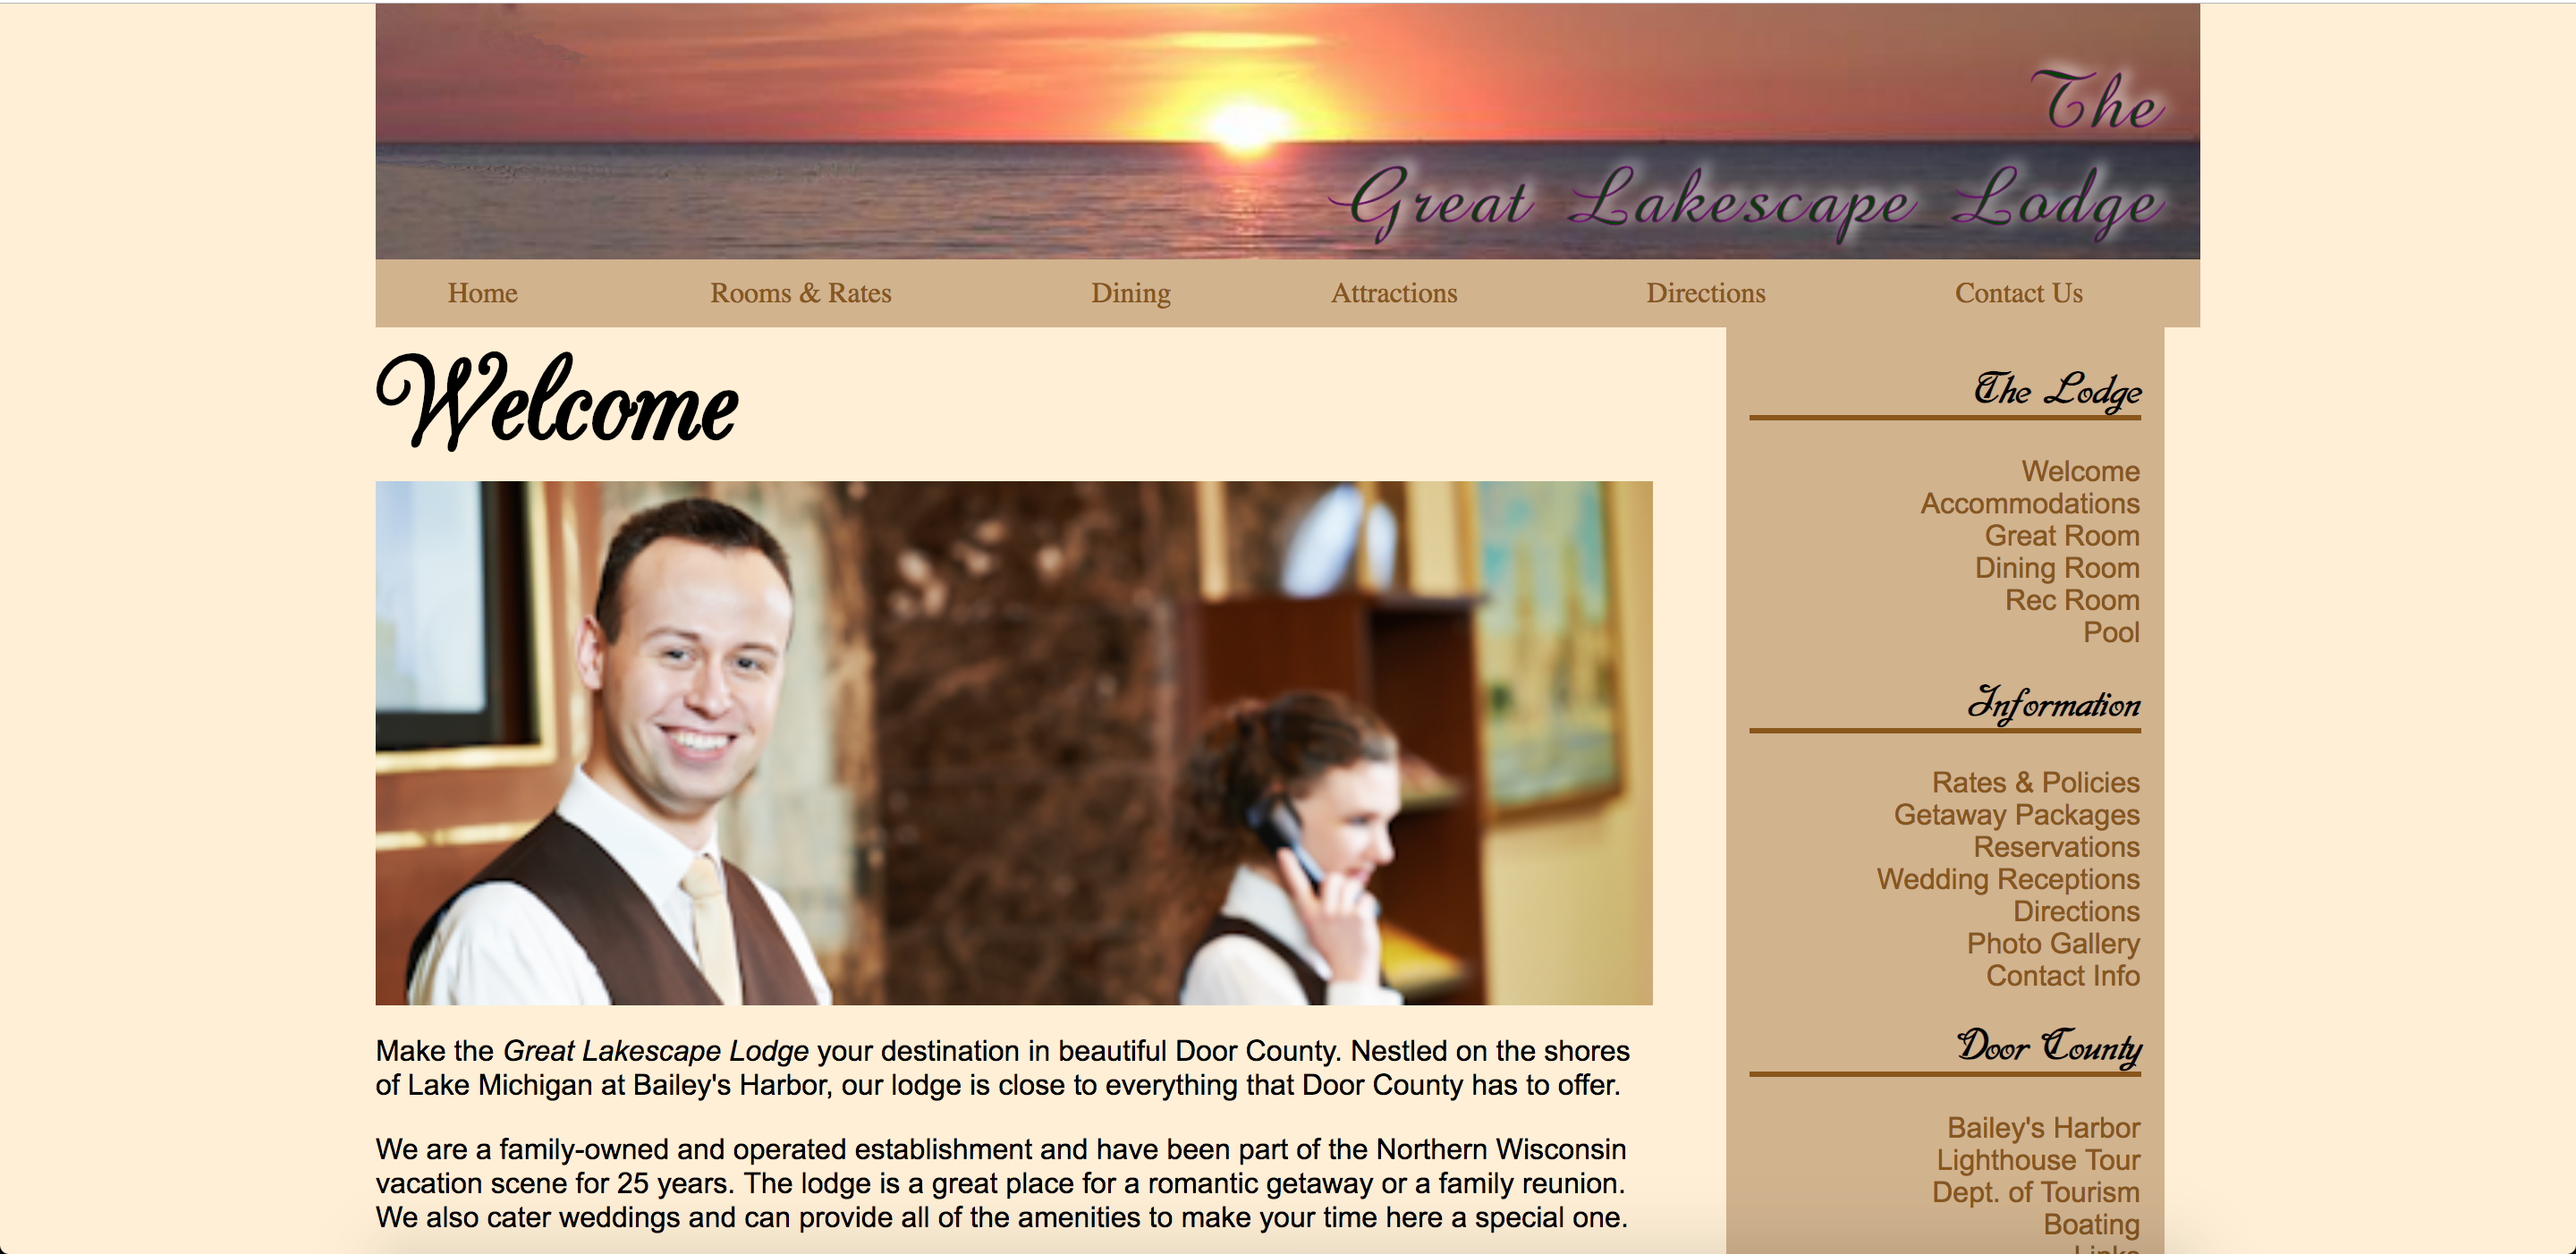 The
Great Lakescape Lodge
Home Rooms & Rates Dining Attractions Directions Contact Us
Welcome
Make the Great Lakescape Lodge your destination in beautiful Door County. Nestled on the shores
of Lake Michigan at Bailey's Harbor, our lodge is close to everything that Door County has to offer.
We are a family-owned and operated establishment and have been part of the Northern Wisconsin
vacation scene for 25 years. The lodge is a great place for a romantic getaway or a family reunion.
We also cater weddings and can provide all of the amenities to make your time here a special one.
The Lodge
Welcome
Accommodations
Great Room
Dining Room
Rec Room
Pool
Information
Rates & Policies
Getaway Packages
Reservations
Wedding Receptions
Directions
Photo Gallery
Contact Info
Door County
Bailey's Harbor
Lighthouse Tour
Dept. of Tourism
Boating